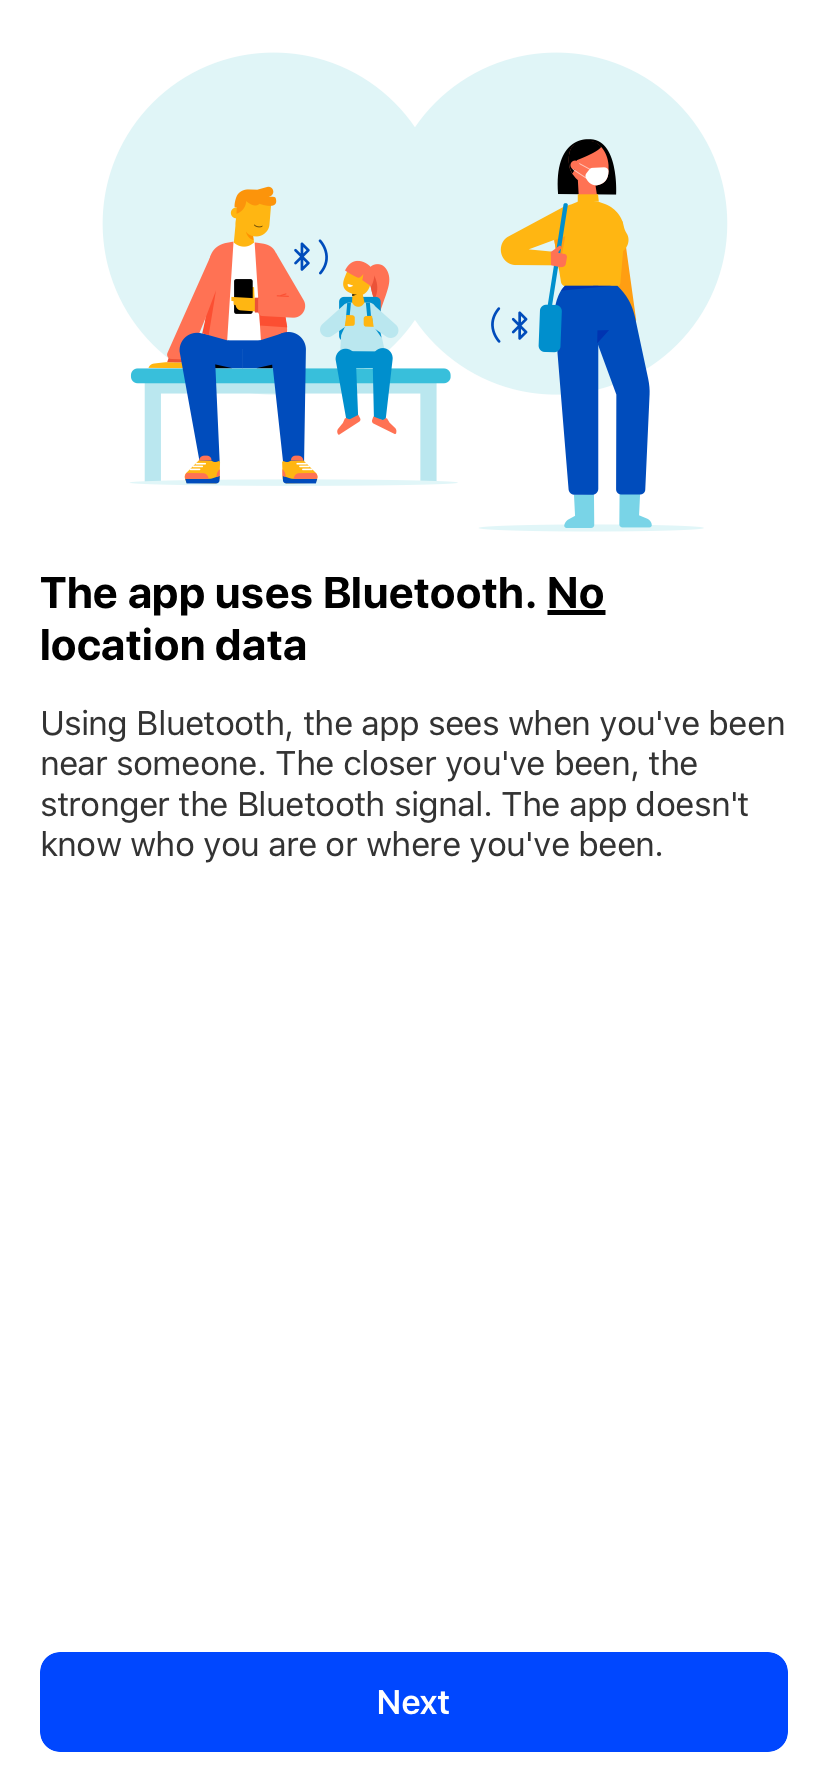 The app uses Bluetooth. No
location data
Using Bluetooth, the app sees when you've been
near someone. The closer you've been, the
stronger the Bluetooth signal. The app doesn't
know who you are or where you've been.
Next